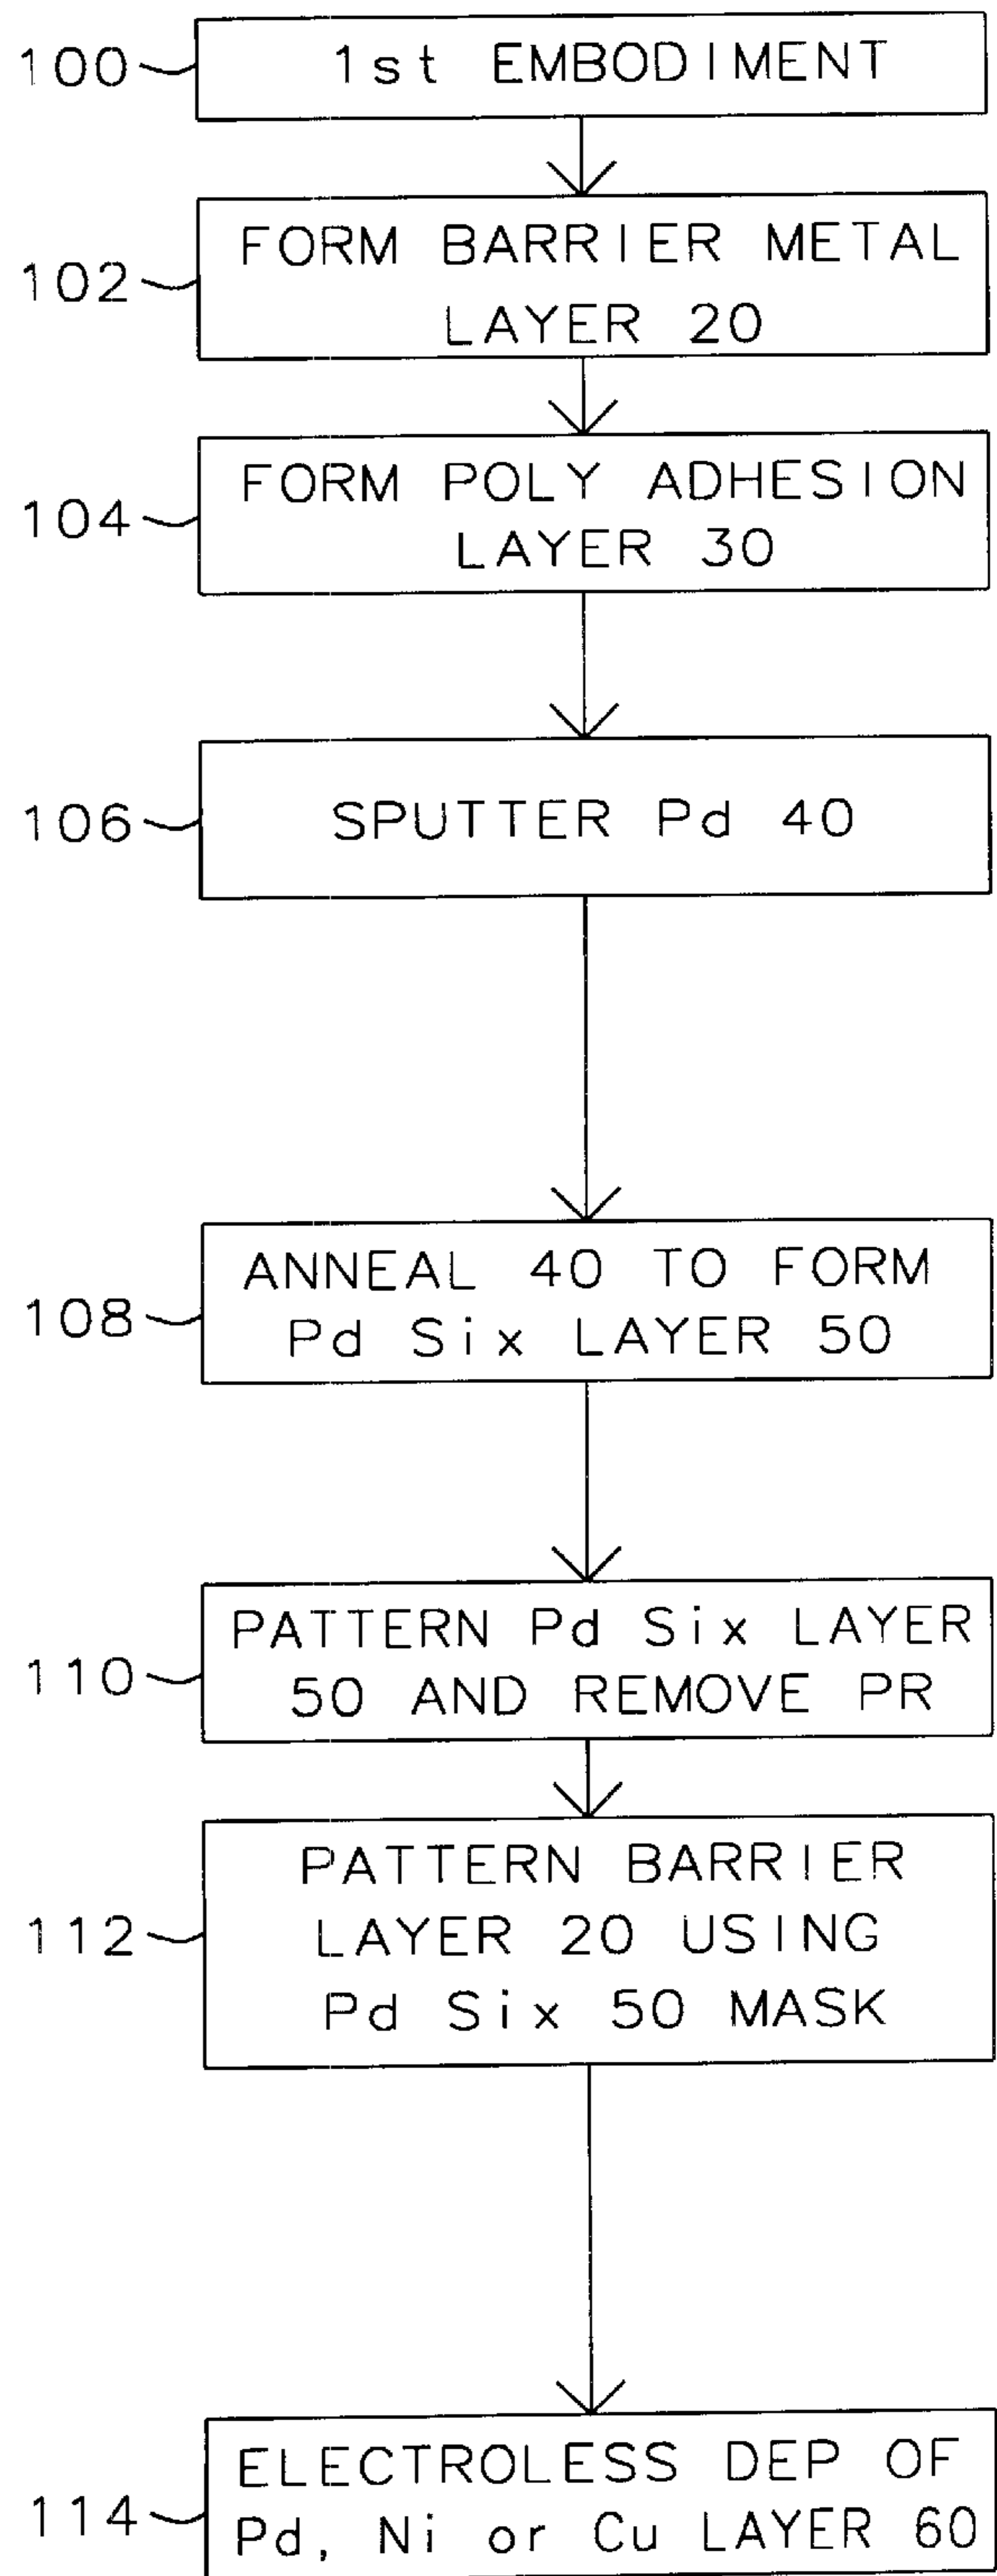 100
1st EMBODIMENT
102
FORM BARRIER METAL
LAYER 20
104
FORM POLY ADHESION
LAYER 30
106
SPUTTER Pd 40
108
ANNEAL 40 TO FORM
Pd Six LAYER 50
110
PATTERN Pd Six LAYER
50 AND REMOVE PR
112
PATTERN BARRIER
LAYER 20 USING
Pd Six 50 MASK
114
ELECTROLESS DEP OF
Pd, Ni or Cu LAYER 60